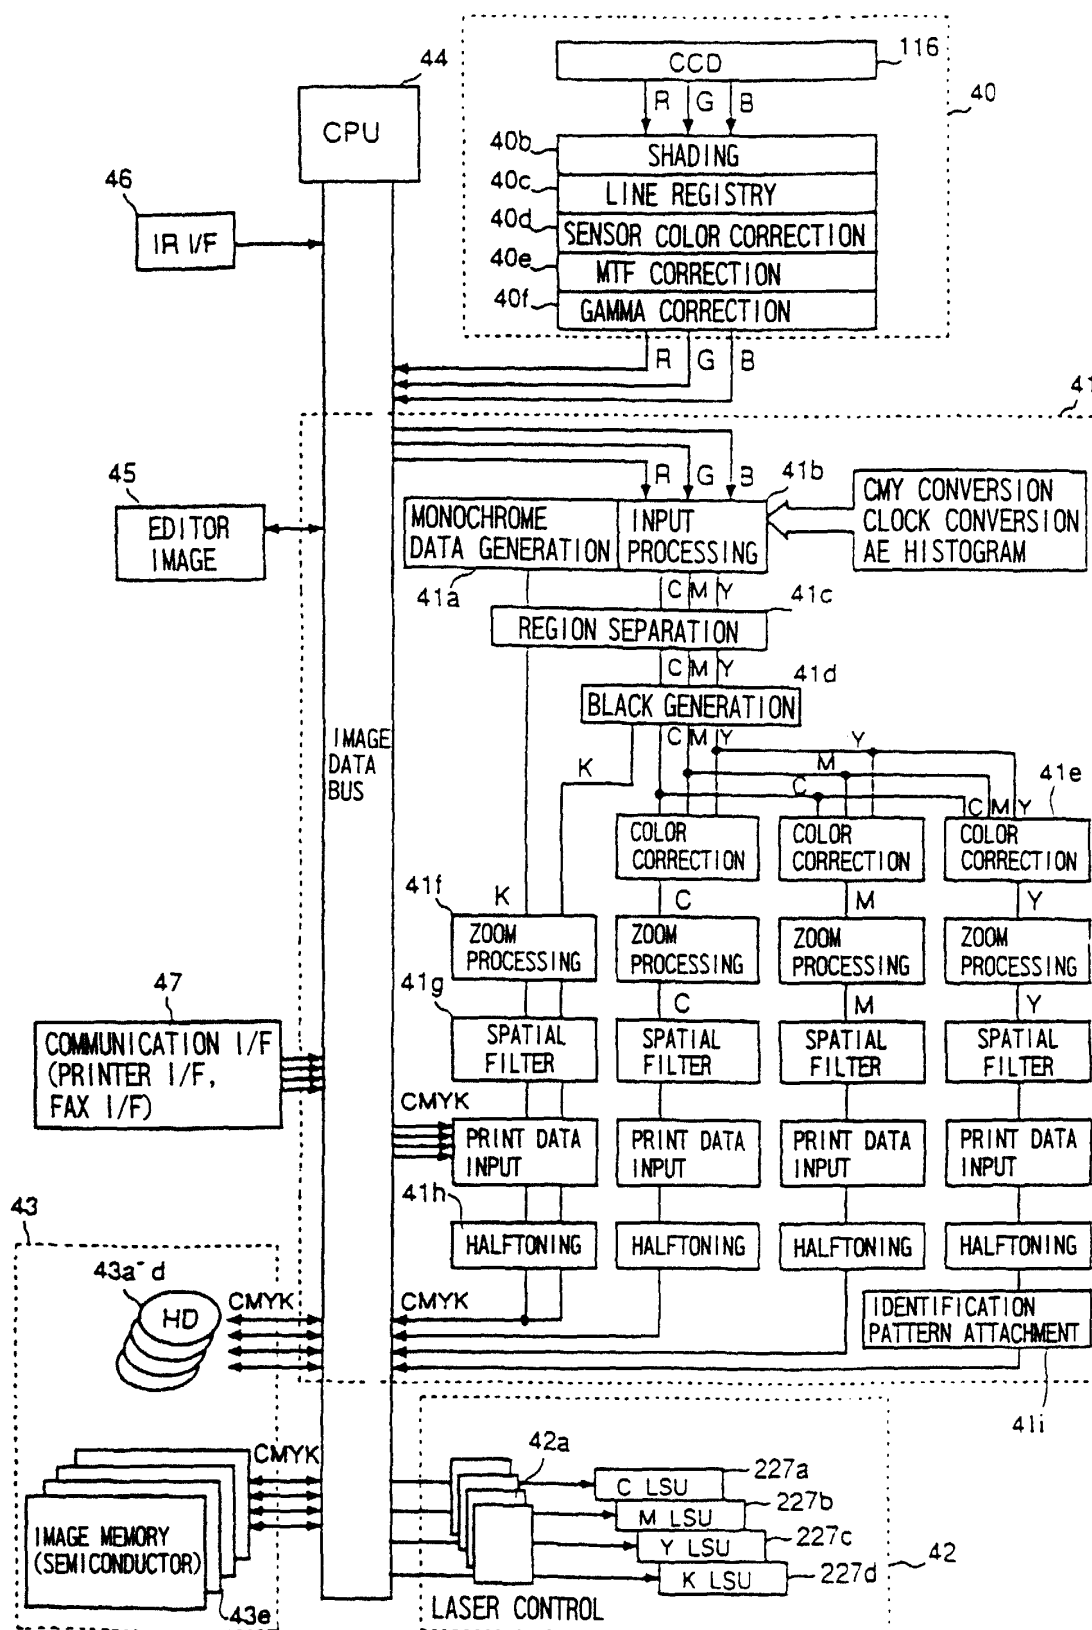 44
CPU
CCD
116
40
R G B
40b
SHADING
40c
LINE REGISTRY
40d
SENSOR COLOR CORRECTION
40e
MTF CORRECTION
40f
GAMMA CORRECTION
R G B
46
IR I/F
41
45
EDITOR
IMAGE
R G B
41b
MONOCHROME
DATA GENERATION
INPUT
PROCESSING
CMY CONVERSION
CLOCK CONVERSION
AE HISTOGRAM
41a
C M Y
41c
REGION SEPARATION
C M Y
41d
BLACK GENERATION
IMAGE
DATA
BUS
K
C M Y
Y
M
C
C M Y
41e
COLOR
CORRECTION
COLOR
CORRECTION
COLOR
CORRECTION
41f
K
C
M
Y
ZOOM
PROCESSING
ZOOM
PROCESSING
ZOOM
PROCESSING
ZOOM
PROCESSING
41g
C
M
Y
SPATIAL
FILTER
SPATIAL
FILTER
SPATIAL
FILTER
SPATIAL
FILTER
47
COMMUNICATION I/F
(PRINTER I/F,
FAX I/F)
CMYK
PRINT DATA
INPUT
PRINT DATA
INPUT
PRINT DATA
INPUT
PRINT DATA
INPUT
41h
HALFTONING
HALFTONING
HALFTONING
HALFTONING
43
43a-d
HD
CMYK
CMYK
IDENTIFICATION
PATTERN ATTACHMENT
41i
CMYK
IMAGE MEMORY
(SEMICONDUCTOR)
43e
42a
C LSU
227a
M LSU
227b
Y LSU
227c
K LSU
227d
42
LASER CONTROL